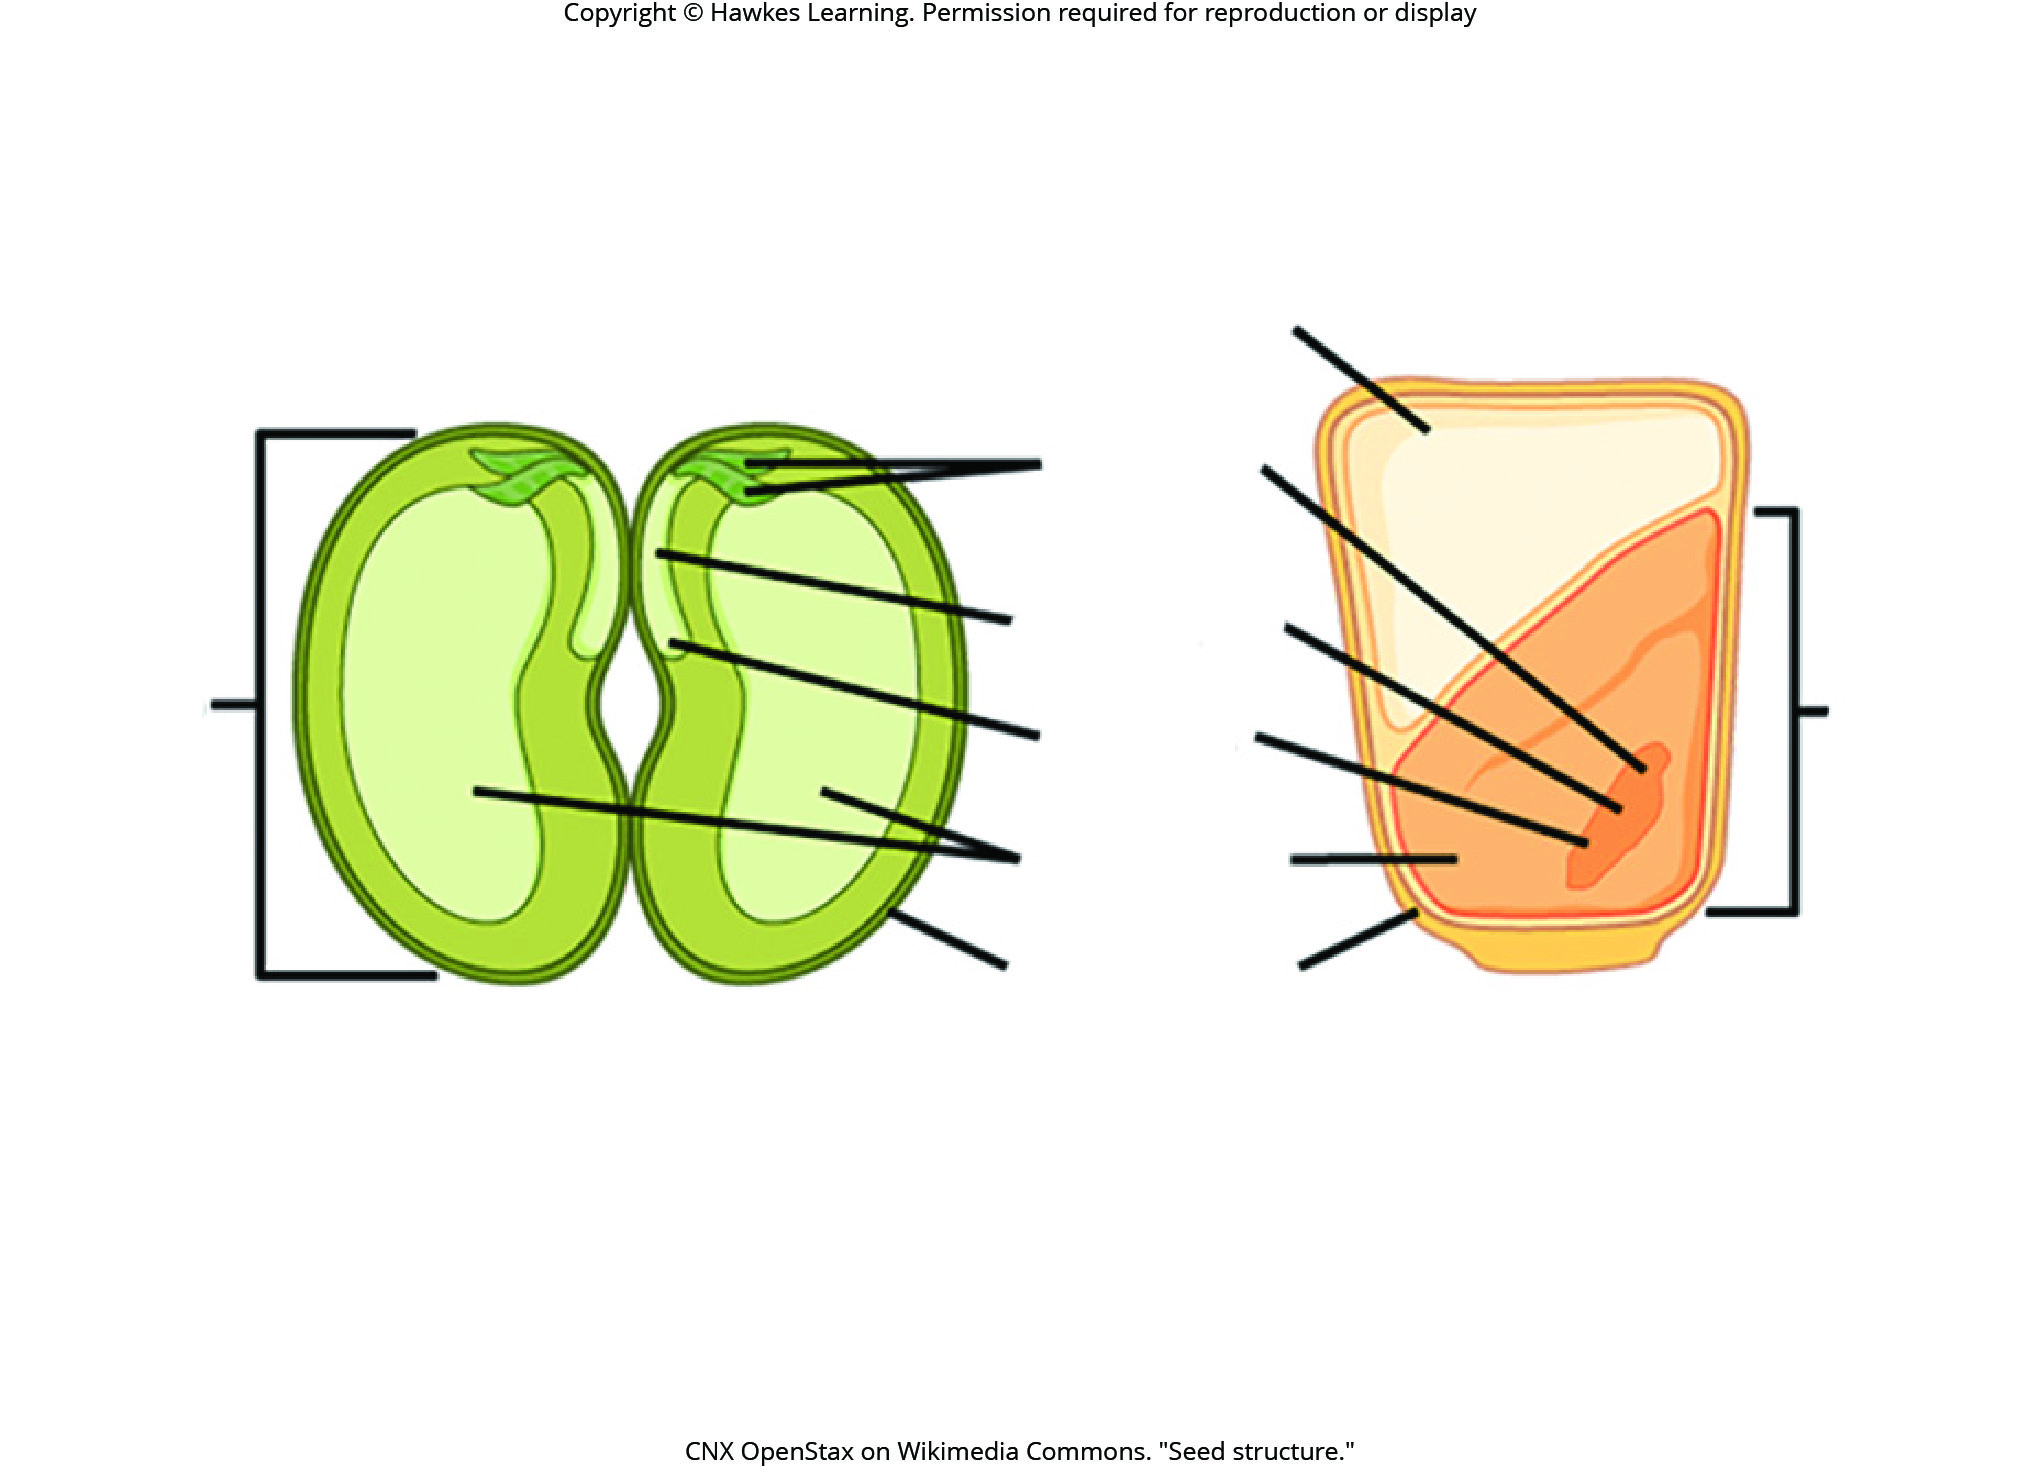 Copyright © Hawkes Learning. Permission required for reproduction or display
CNX OpenStax on Wikimedia Commons. "Seed structure."